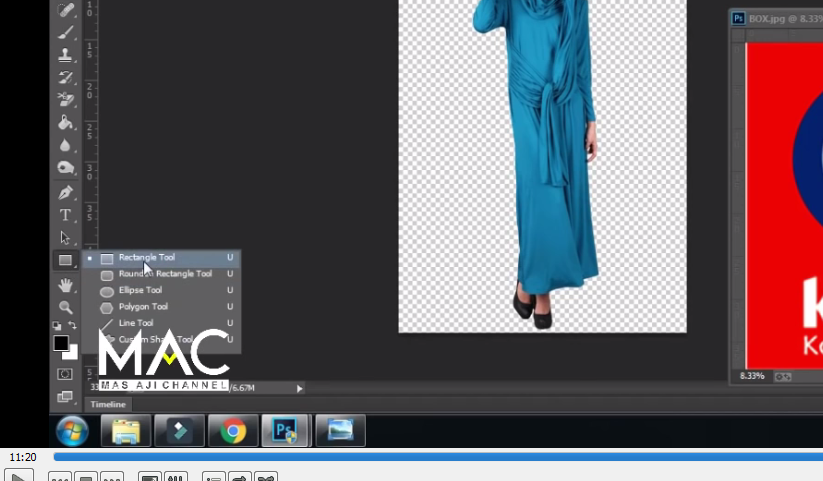 BOX.jpg @ 8.33%
Rectangle Tool U
Rounded Rectangle Tool U
Ellipse Tool U
Polygon Tool U
Line Tool U
Custom Shape Tool U
MAC
MAS AJI CHANNEL
/6.67M
8.33%
Timeline
Ps
11:20